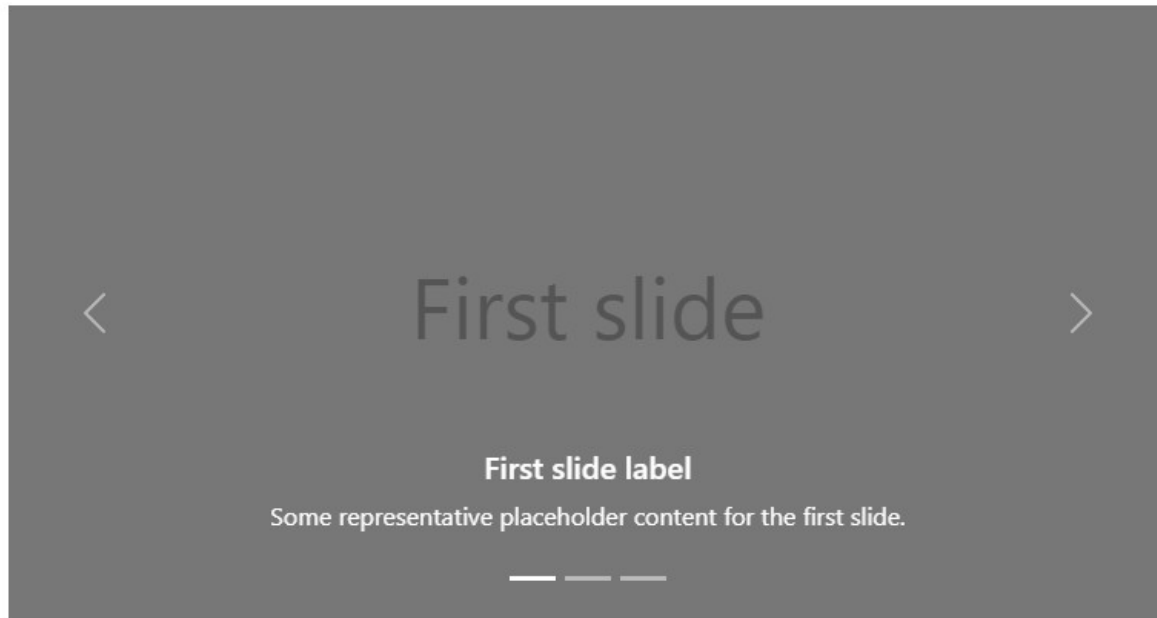 First slide
First slide label
Some representative placeholder content for the first slide.